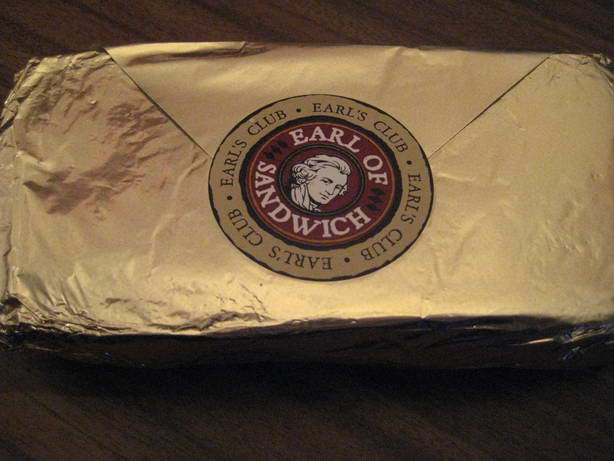 EARL'S CLUB • EARL'S CLUB • EARL'S CLUB • EARL'S CLUB •
EARL OF
SANDWICH